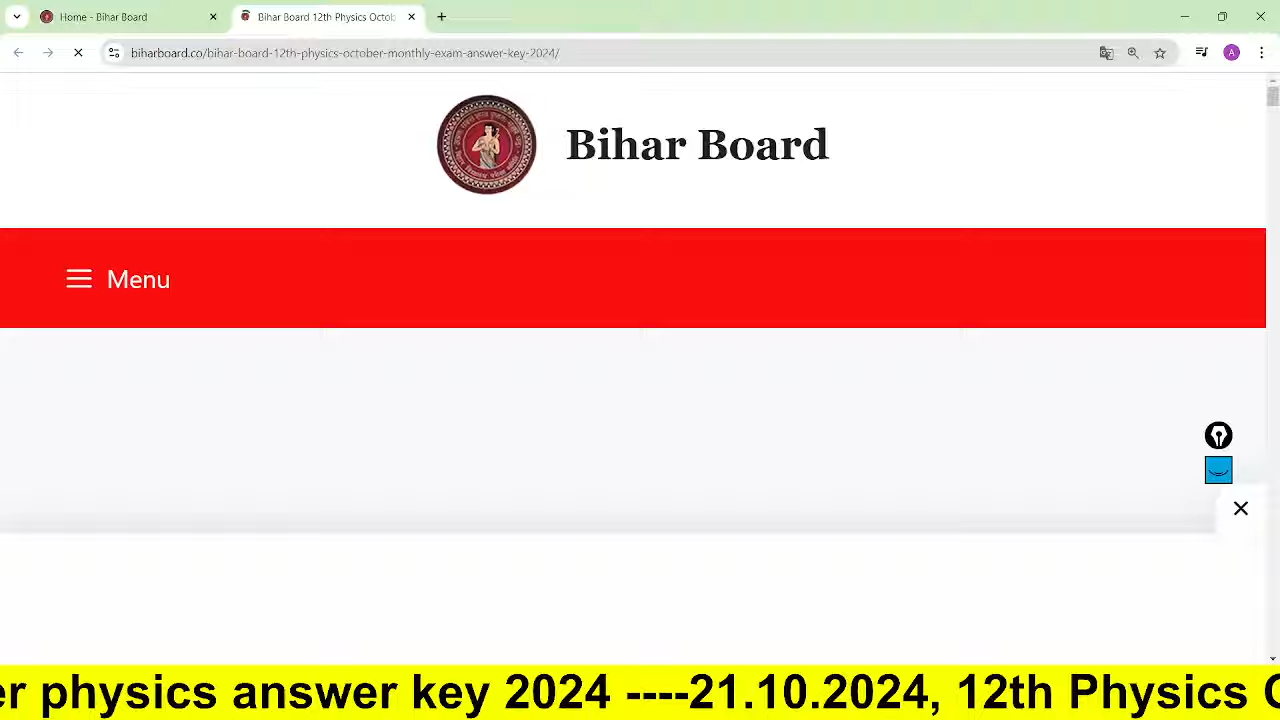 Home - Bihar Board
Bihar Board 12th Physics Octob
biharboard.co/bihar-board-12th-physics-october-monthly-exam-answer-key-2024/
A
Bihar Board
Menu
er physics answer key 2024 ----21.10.2024, 12th Physics O